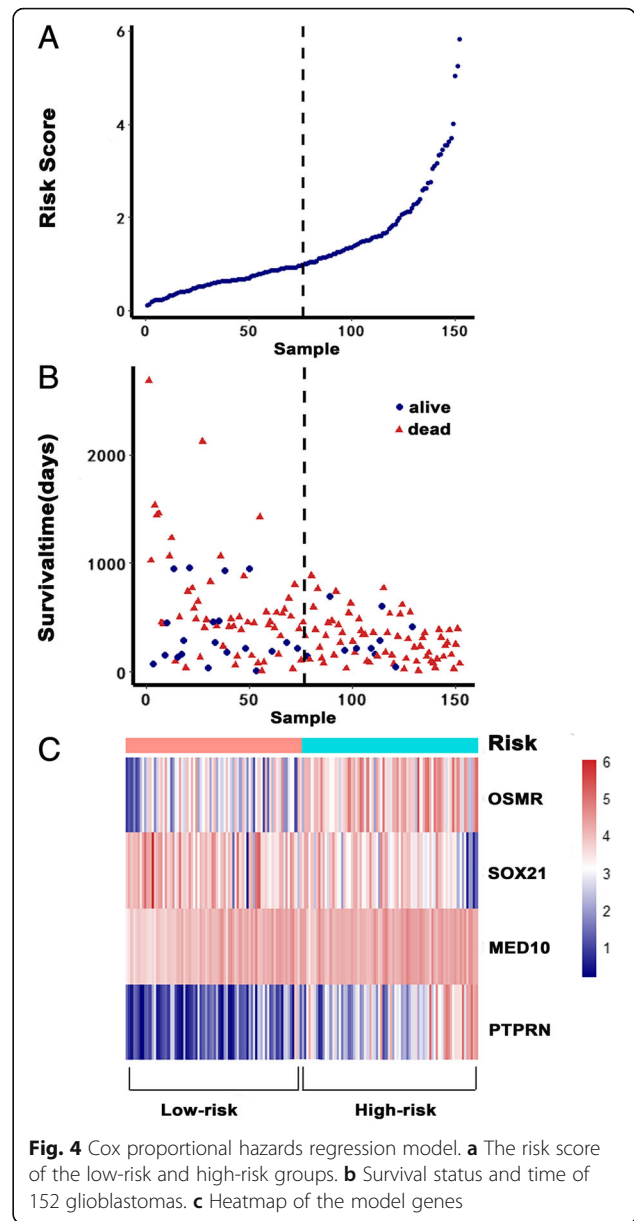 A
6
4
2
0
Risk Score
0
50
100
150
Sample
B
alive
dead
2000
1000
0
Survivaltime(days)
0
50
100
150
Sample
C
Risk
OSMR
SOX21
MED10
PTPRN
6
5
4
3
2
1
Low-risk
High-risk
Fig. 4 Cox proportional hazards regression model. a The risk score
of the low-risk and high-risk groups. b Survival status and time of
152 glioblastomas. c Heatmap of the model genes